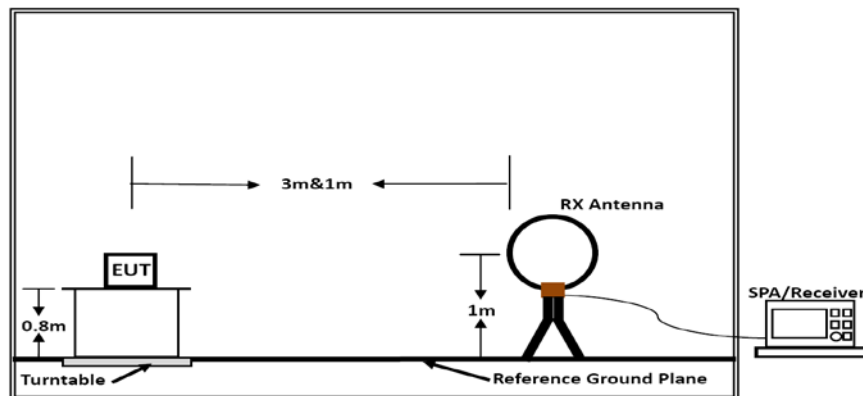 3m&1m
RX Antenna
EUT
SPA/Receiver
0.8m
1m
Turntable
Reference Ground Plane